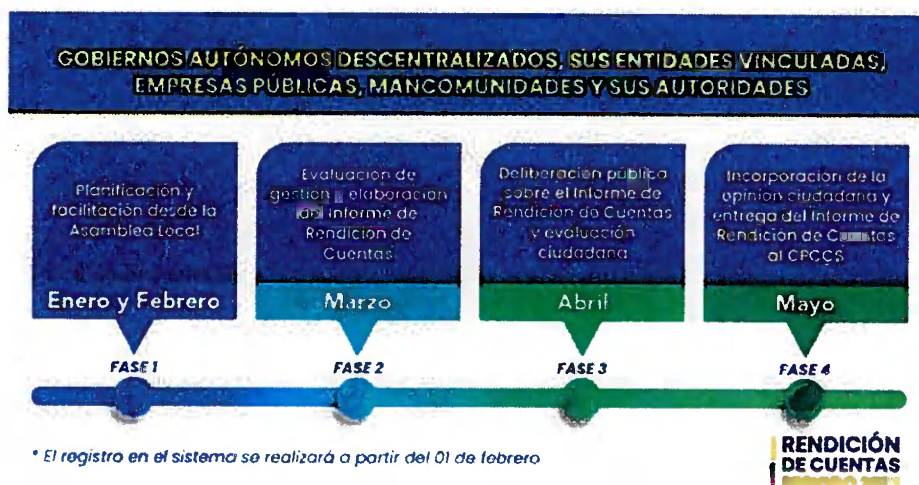 GOBIERNOS AUTÓNOMOS DESCENTRALIZADOS, SUS ENTIDADES VINCULADAS,
EMPRESAS PÚBLICAS, MANCOMUNIDADES Y SUS AUTORIDADES
Planificación y
facilitación desde la
Asamblea Local
Enero y Febrero
FASE 1
Evaluación de
gestión y elaboración
del Informe de
Rendición de
Cuentas
Marzo
FASE 2
Deliberación pública
sobre el Informe de
Rendición de Cuentas
y evaluación
ciudadana
Abril
FASE 3
Incorporación de la
opinión ciudadana y
entrega del Informe de
Rendición de Cuentas
al CPCCS
Mayo
FASE 4
* El registro en el sistema se realizará a partir del 01 de febrero
RENDICIÓN
DE CUENTAS